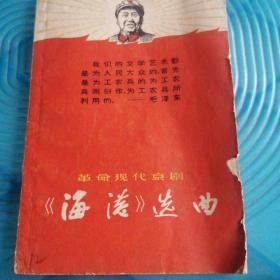 我们的文学艺术都
是为人民大众的，首先
是为工农兵的，为工农
兵而创作，为工农兵所
利用的。——毛泽东
革命现代京剧
《海港》选曲